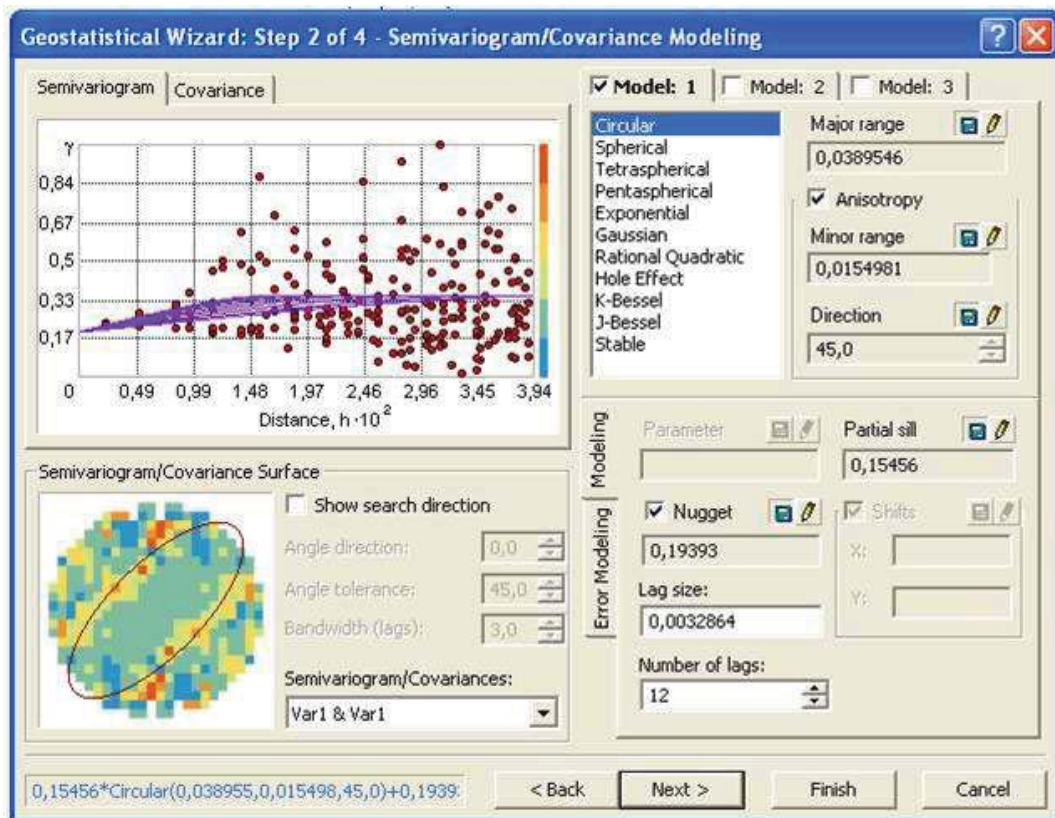 Geostatistical Wizard: Step 2 of 4 - Semivariogram/Covariance Modeling
Semivariogram
Covariance
γ
0,84
0,67
0,5
0,33
0,17
0 0,49 0,99 1,48 1,97 2,46 2,96 3,45 3,94
Distance, h·10²
Model: 1
Model: 2
Model: 3
Circular
Spherical
Tetraspherical
Pentaspherical
Exponential
Gaussian
Rational Quadratic
Hole Effect
K-Bessel
J-Bessel
Stable
Major range
0,0389546
Anisotropy
Minor range
0,0154981
Direction
45,0
Modeling
Error Modeling
Parameter
Partial sill
0,15456
Nugget
0,19393
Shifts
X:
Y:
Lag size:
0,0032864
Number of lags:
12
Semivariogram/Covariance Surface
Show search direction
Angle direction: 0,0
Angle tolerance: 45,0
Bandwidth (lags): 3,0
Semivariogram/Covariances:
Var1 & Var1
0,15456*Circular(0,038955,0,015498,45,0)+0,1939
< Back
Next >
Finish
Cancel